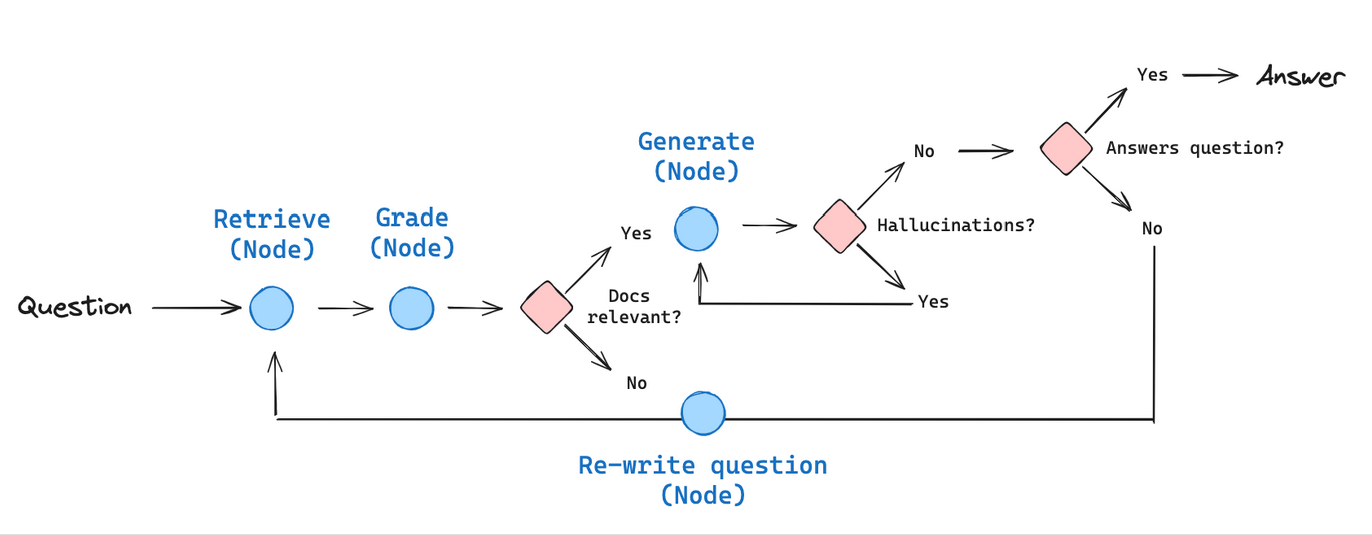 Question
Retrieve
(Node)
Grade
(Node)
Docs
relevant?
Yes
No
Generate
(Node)
Hallucinations?
No
Yes
Answers question?
Yes
Answer
No
Re-write question
(Node)